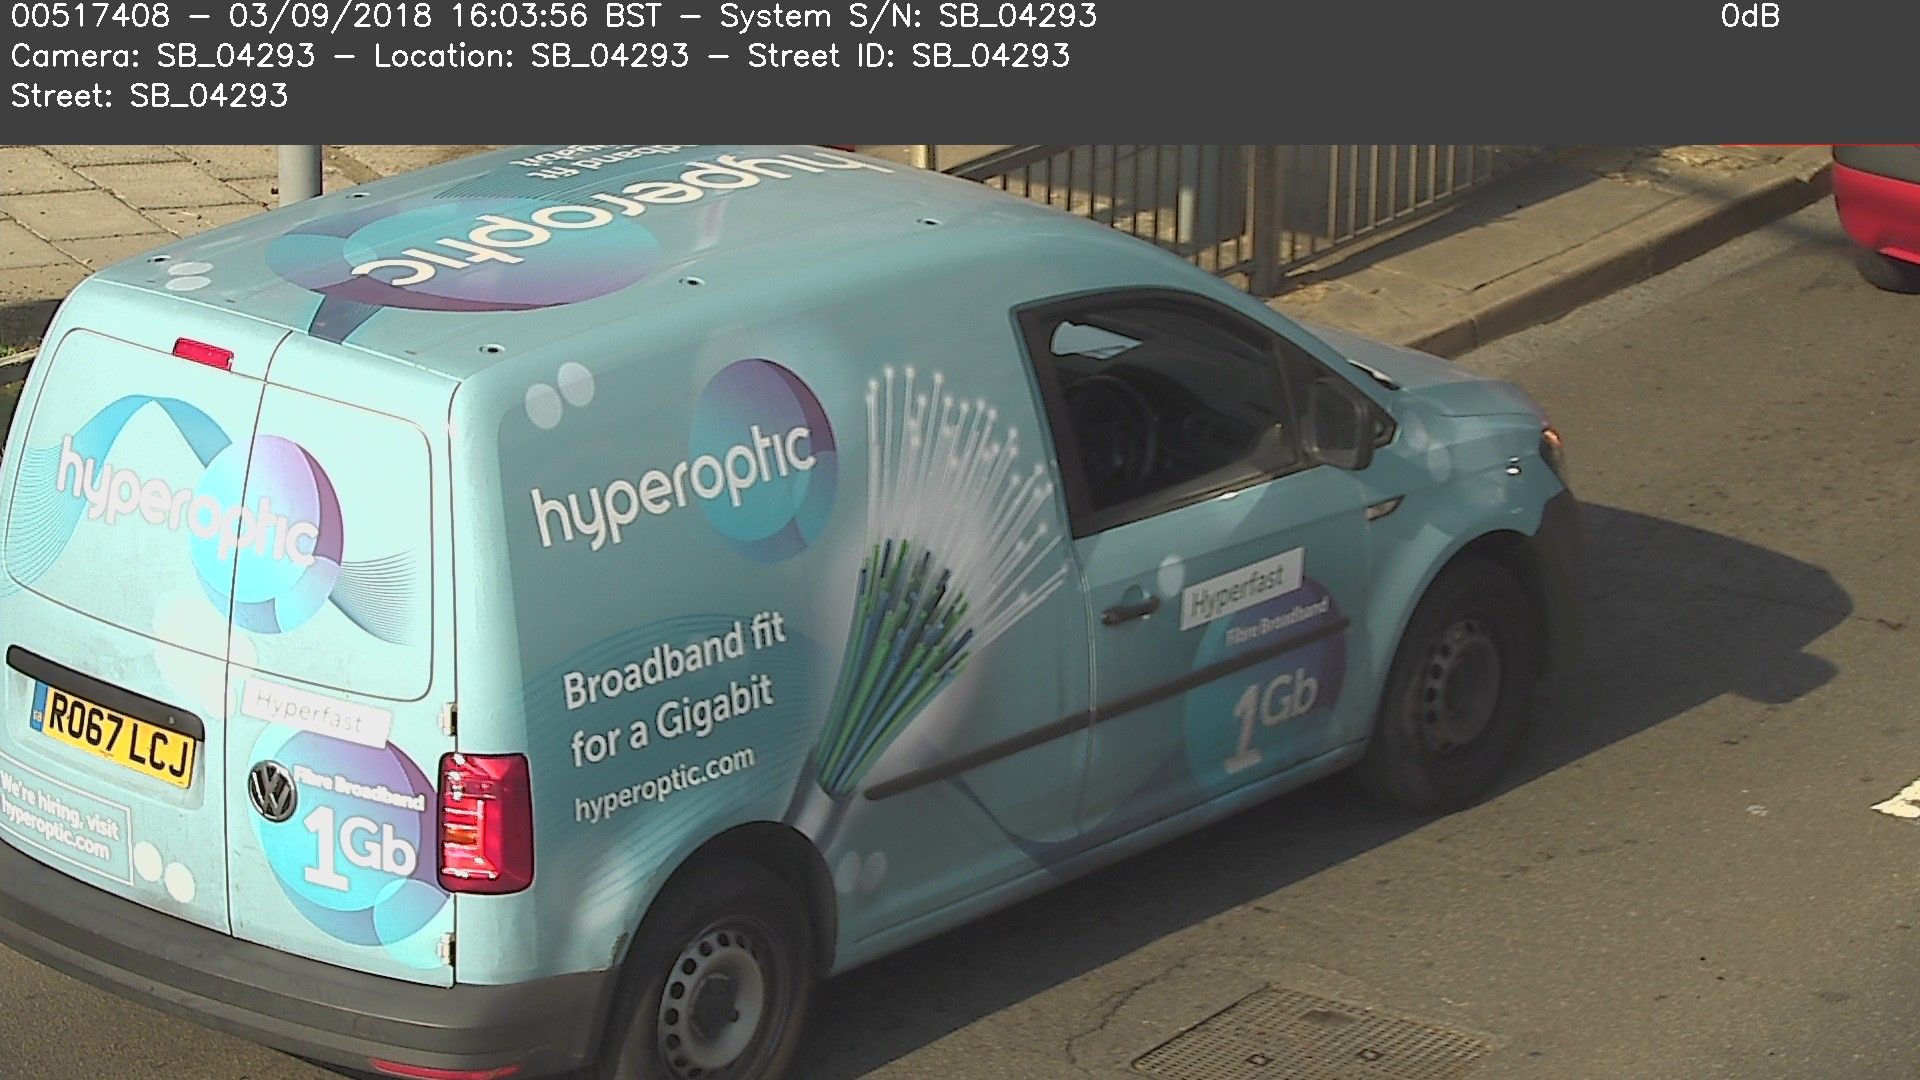 00517408 – 03/09/2018 16:03:56 BST – System S/N: SB_04293
0dB
Camera: SB_04293 – Location: SB_04293 – Street ID: SB_04293
Street: SB_04293
hyperoptic
hyperoptic
hyperoptic
Broadband fit
for a Gigabit
hyperoptic.com
Hyperfast
Fibre Broadband
1Gb
RO67 LCJ
Hyperfast
Fibre Broadband
1Gb
We're hiring, visit
hyperoptic.com